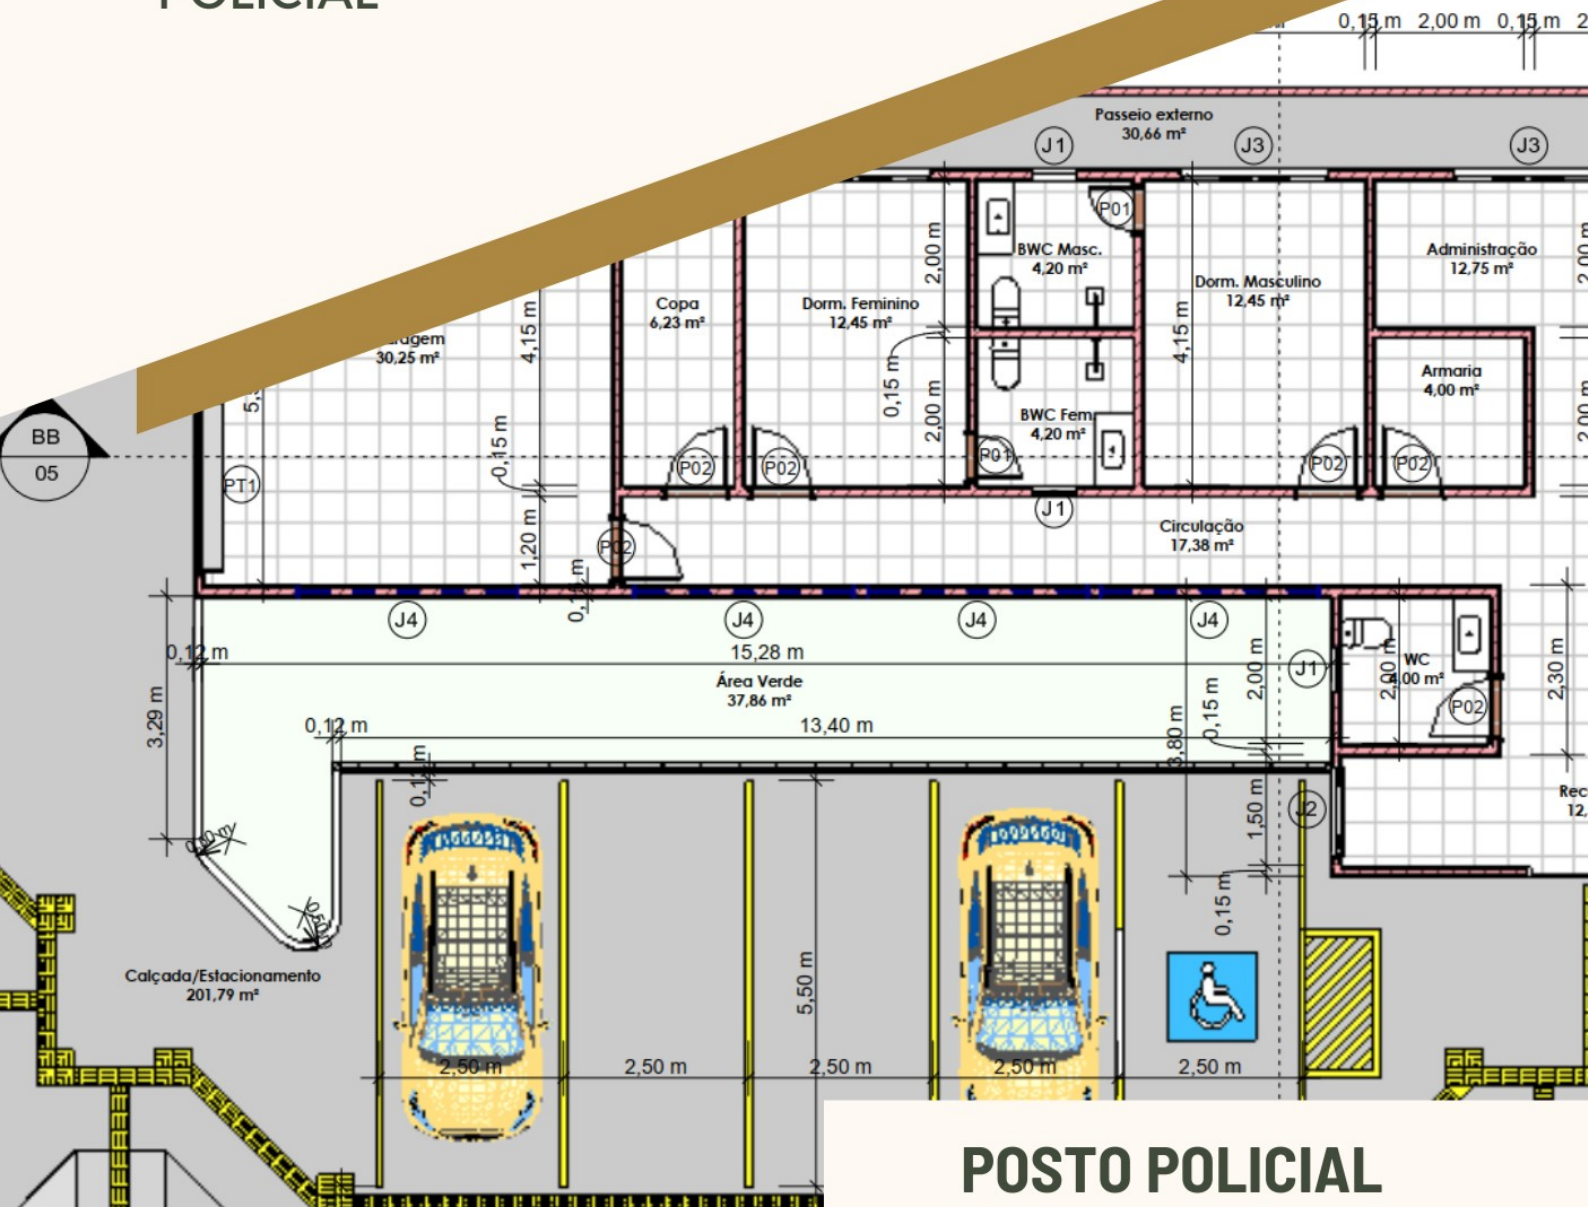 POLICIAL
0,15 m 2,00 m 0,15 m
Passeio externo
30,66 m²
J1
J3
J3
P01
2,00 m
BWC Masc.
4,20 m²
Administração
12,75 m²
2,00 m
Dorm. Masculino
12,45 m²
Copa
6,23 m²
Dorm. Feminino
12,45 m²
4,15 m
4,15 m
30,25 m²
0,15 m
Armaria
4,00 m²
2,00 m
2,00 m
BWC Fem.
4,20 m²
BB
05
0,15 m
P02
P02
P01
P02
P02
PT1
J1
Circulação
17,38 m²
1,20 m
P02
J4
J4
J4
J4
0,12 m
15,28 m
Área Verde
37,86 m²
2,00 m
J1
2,00 m
WC
4,00 m²
2,30 m
P02
3,29 m
0,12 m
13,40 m
3,80 m
0,15 m
J2
1,50 m
0,15 m
0,50 m
Calçada/Estacionamento
201,79 m²
5,50 m
2,50 m
2,50 m
2,50 m
2,50 m
2,50 m
POSTO POLICIAL